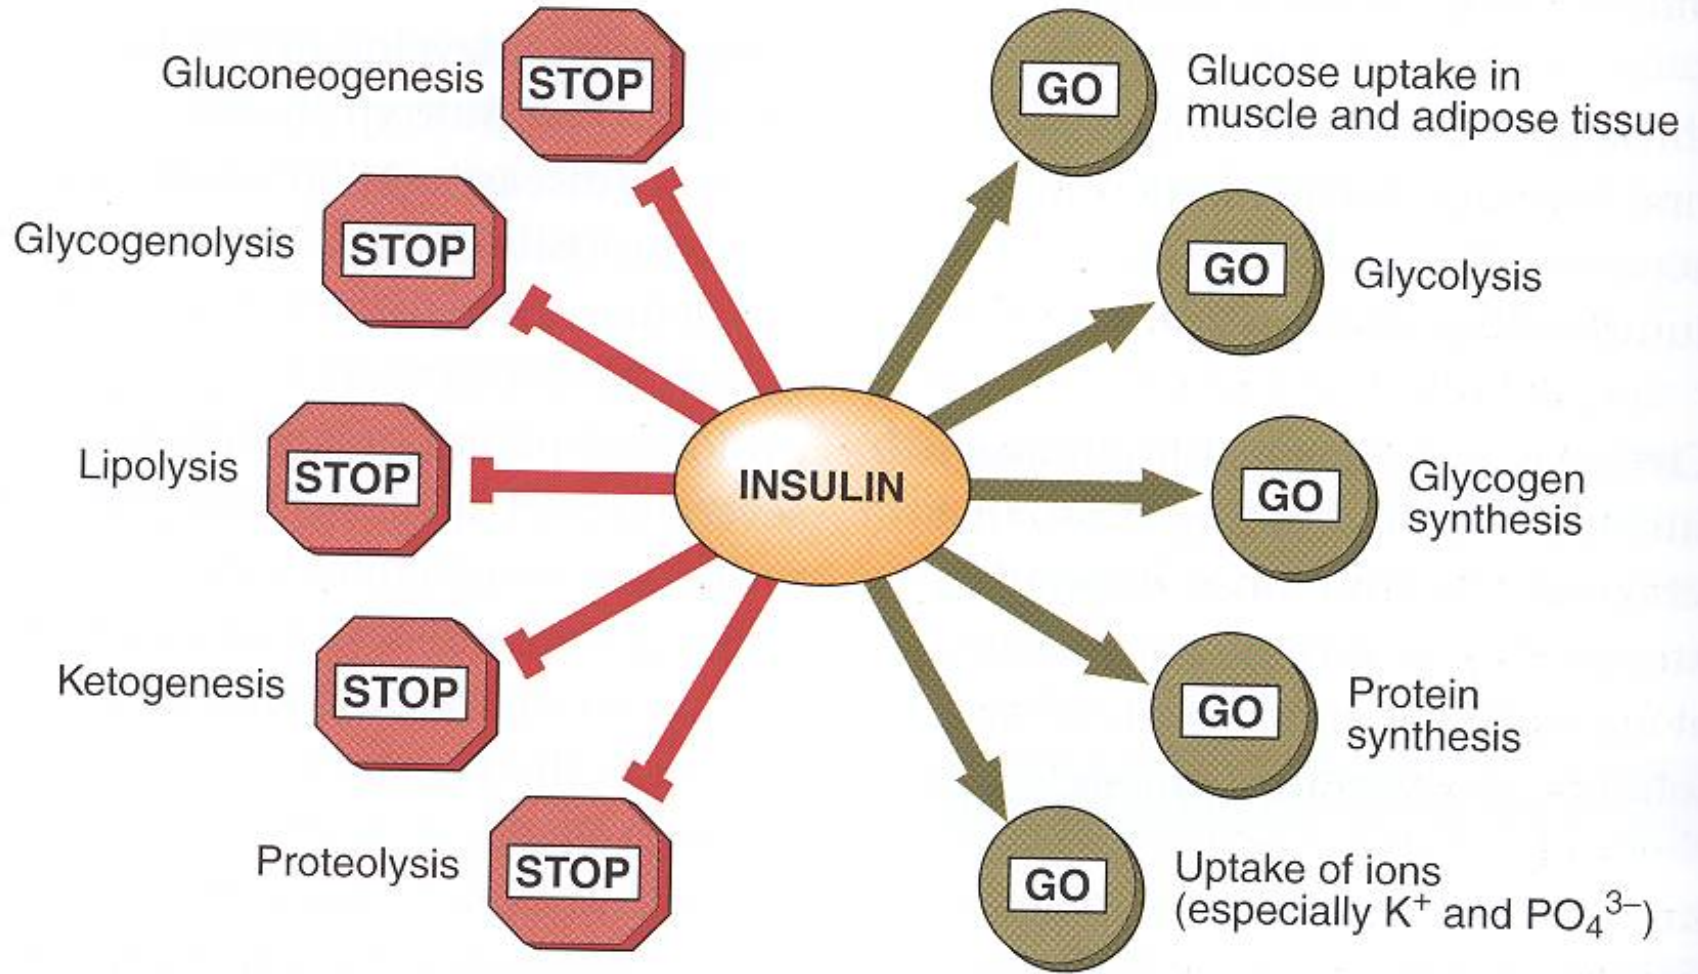 Gluconeogenesis
STOP
GO
Glucose uptake in
muscle and adipose tissue
Glycogenolysis
STOP
GO
Glycolysis
Lipolysis
STOP
INSULIN
GO
Glycogen
synthesis
Ketogenesis
STOP
GO
Protein
synthesis
Proteolysis
STOP
GO
Uptake of ions
(especially K⁺ and PO₄³⁻)